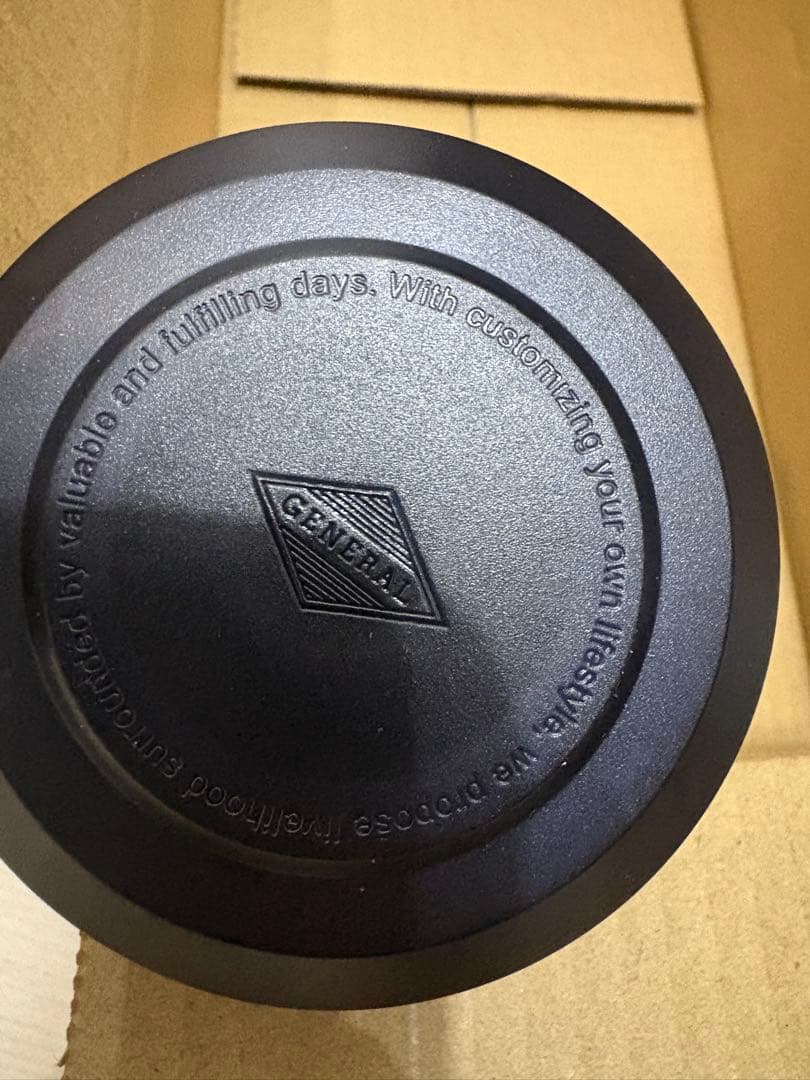 With customizing your own lifestyle, we propose livelihood surrounded by valuable and fulfilling days.
GENERAL